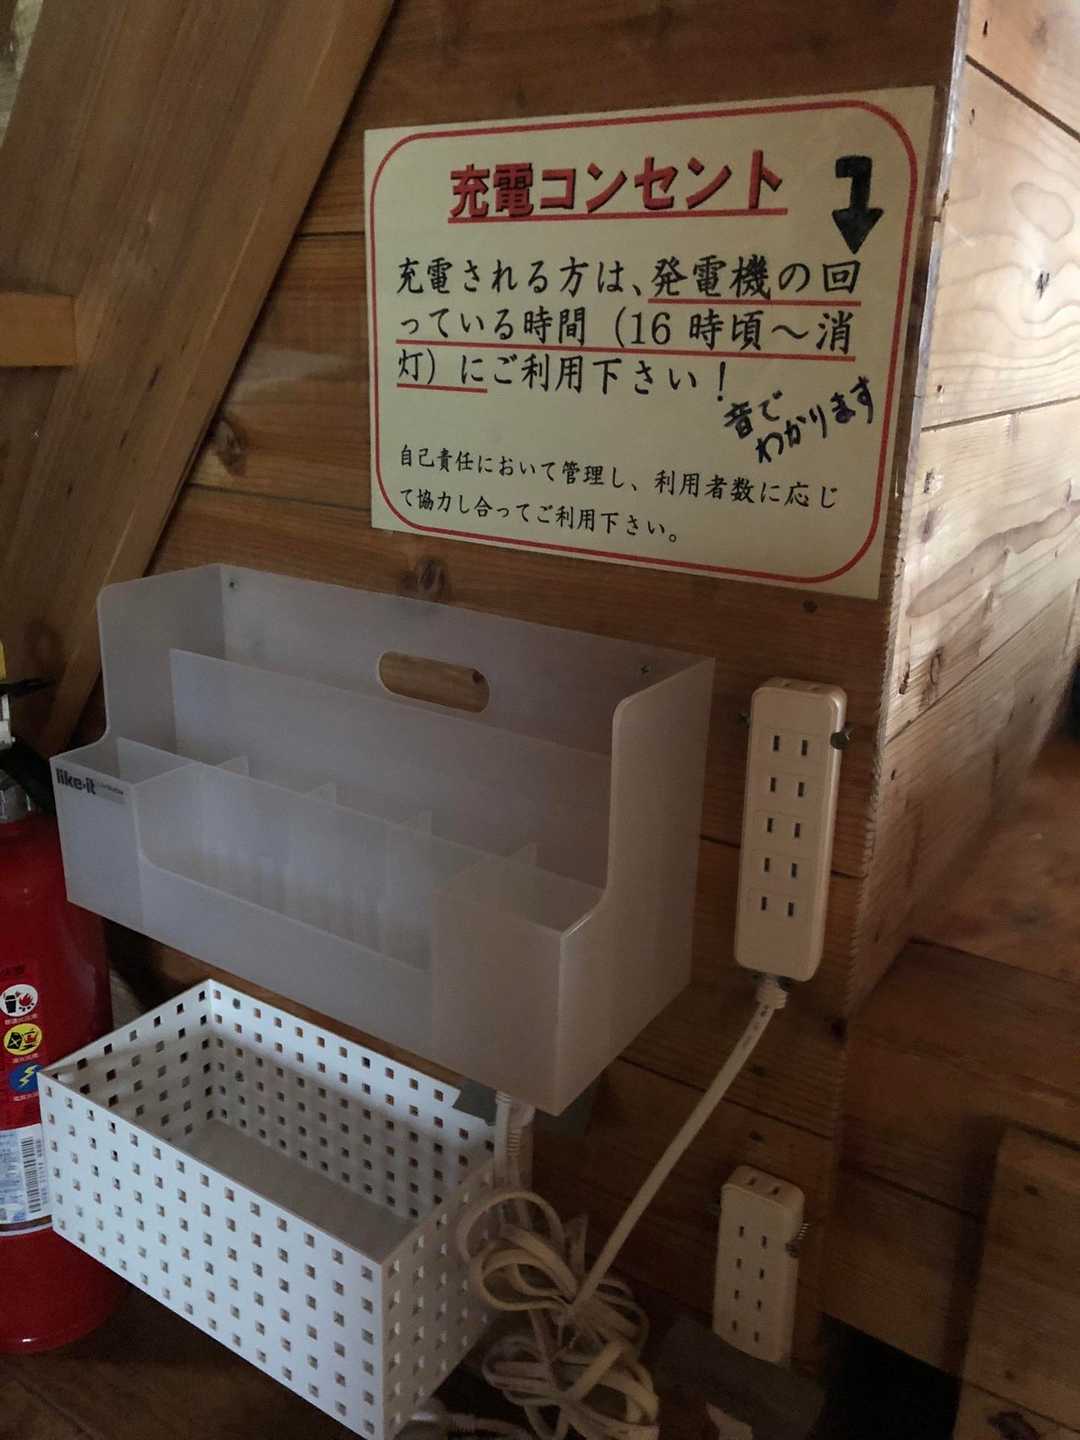 充電コンセント
充電される方は、発電機の回
っている時間（16 時頃～消
灯）にご利用下さい！
音で
わかります
自己責任において管理し、利用者数に応じ
て協力し合ってご利用下さい。
like-it